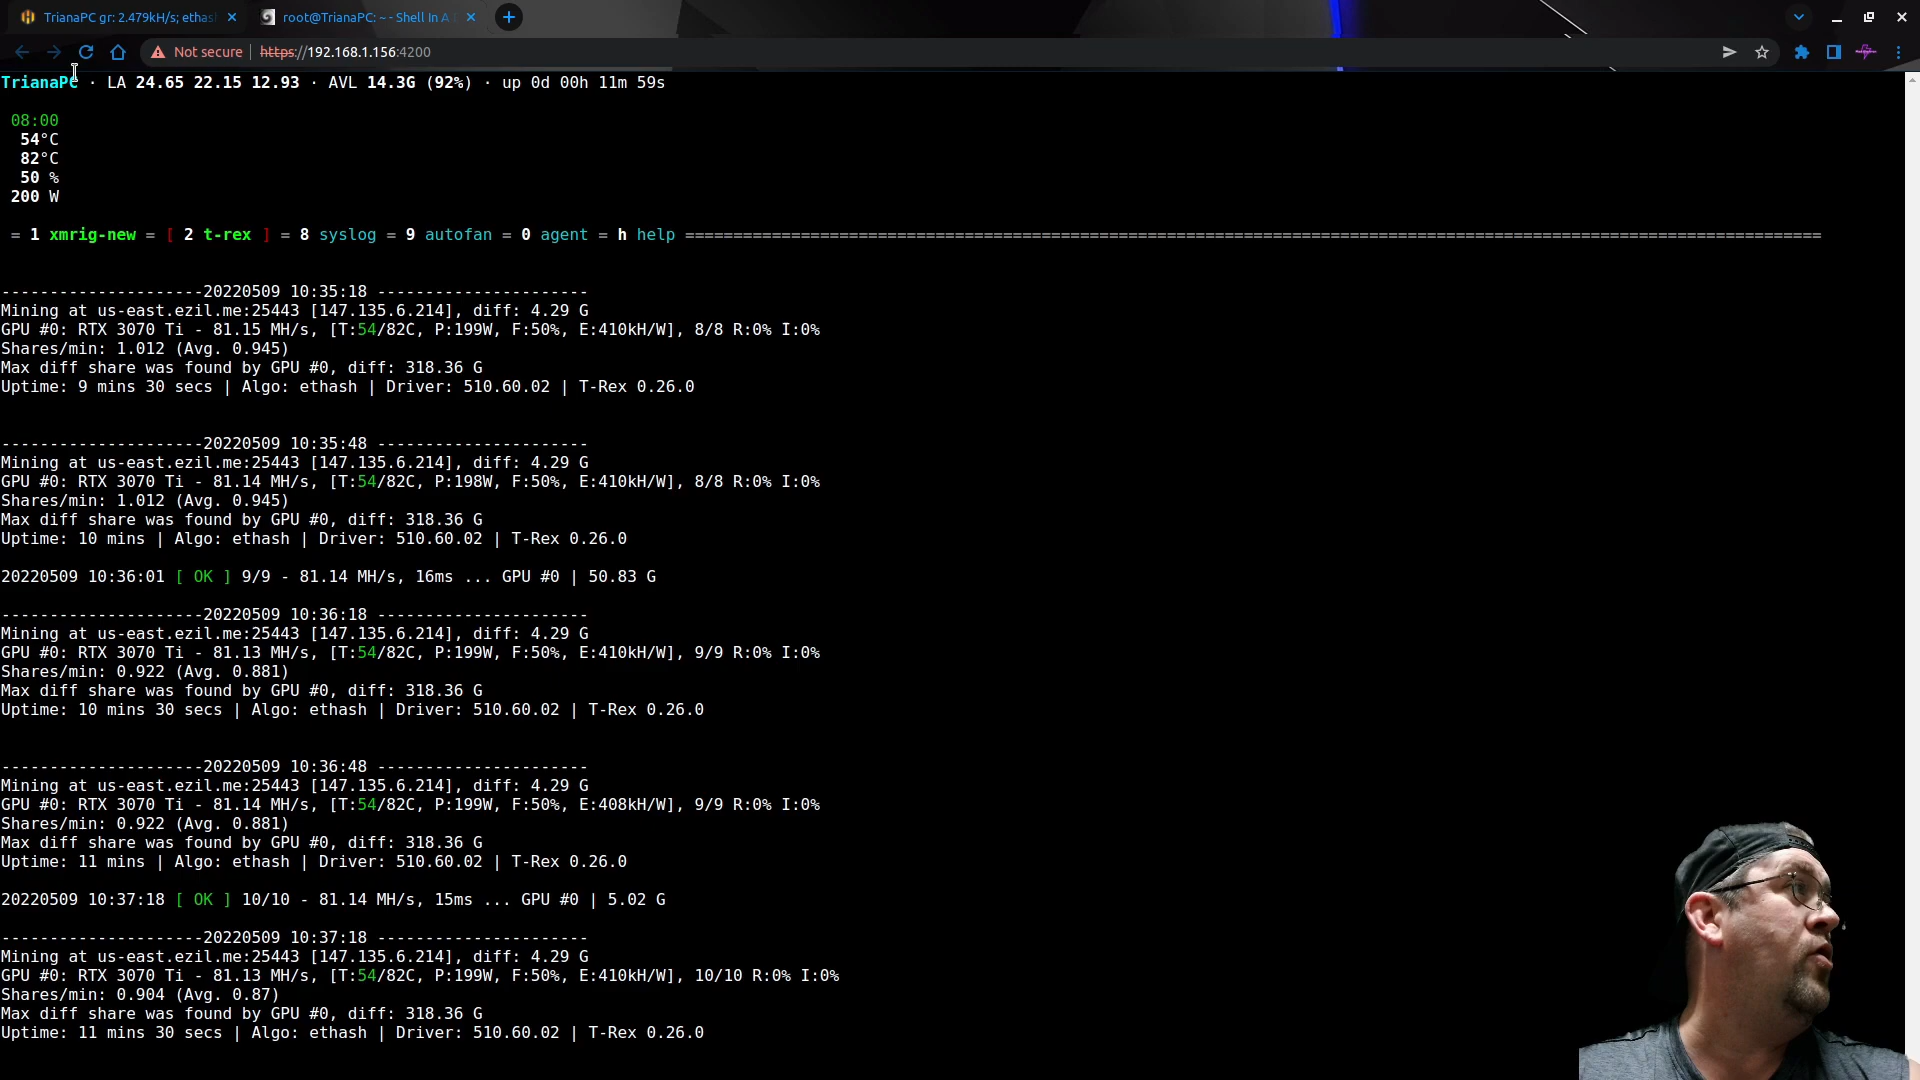 TrianaPC gr: 2.479kH/s; ethas
root@TrianaPC: ~ - Shell In A
Not secure | https://192.168.1.156:4200
TrianaPC · LA 24.65 22.15 12.93 · AVL 14.3G (92%) · up 0d 00h 11m 59s
08:00
54°C
82°C
50 %
200 W
= 1 xmrig-new = [ 2 t-rex ] = 8 syslog = 9 autofan = 0 agent = h help ======================================================================================================================
---------------------20220509 10:35:18 ----------------------
Mining at us-east.ezil.me:25443 [147.135.6.214], diff: 4.29 G
GPU #0: RTX 3070 Ti - 81.15 MH/s, [T:54/82C, P:199W, F:50%, E:410kH/W], 8/8 R:0% I:0%
Shares/min: 1.012 (Avg. 0.945)
Max diff share was found by GPU #0, diff: 318.36 G
Uptime: 9 mins 30 secs | Algo: ethash | Driver: 510.60.02 | T-Rex 0.26.0
---------------------20220509 10:35:48 ----------------------
Mining at us-east.ezil.me:25443 [147.135.6.214], diff: 4.29 G
GPU #0: RTX 3070 Ti - 81.14 MH/s, [T:54/82C, P:198W, F:50%, E:410kH/W], 8/8 R:0% I:0%
Shares/min: 1.012 (Avg. 0.945)
Max diff share was found by GPU #0, diff: 318.36 G
Uptime: 10 mins | Algo: ethash | Driver: 510.60.02 | T-Rex 0.26.0
20220509 10:36:01 [ OK ] 9/9 - 81.14 MH/s, 16ms ... GPU #0 | 50.83 G
---------------------20220509 10:36:18 ----------------------
Mining at us-east.ezil.me:25443 [147.135.6.214], diff: 4.29 G
GPU #0: RTX 3070 Ti - 81.13 MH/s, [T:54/82C, P:199W, F:50%, E:410kH/W], 9/9 R:0% I:0%
Shares/min: 0.922 (Avg. 0.881)
Max diff share was found by GPU #0, diff: 318.36 G
Uptime: 10 mins 30 secs | Algo: ethash | Driver: 510.60.02 | T-Rex 0.26.0
---------------------20220509 10:36:48 ----------------------
Mining at us-east.ezil.me:25443 [147.135.6.214], diff: 4.29 G
GPU #0: RTX 3070 Ti - 81.14 MH/s, [T:54/82C, P:199W, F:50%, E:408kH/W], 9/9 R:0% I:0%
Shares/min: 0.922 (Avg. 0.881)
Max diff share was found by GPU #0, diff: 318.36 G
Uptime: 11 mins | Algo: ethash | Driver: 510.60.02 | T-Rex 0.26.0
20220509 10:37:18 [ OK ] 10/10 - 81.14 MH/s, 15ms ... GPU #0 | 5.02 G
---------------------20220509 10:37:18 ----------------------
Mining at us-east.ezil.me:25443 [147.135.6.214], diff: 4.29 G
GPU #0: RTX 3070 Ti - 81.13 MH/s, [T:54/82C, P:199W, F:50%, E:410kH/W], 10/10 R:0% I:0%
Shares/min: 0.904 (Avg. 0.87)
Max diff share was found by GPU #0, diff: 318.36 G
Uptime: 11 mins 30 secs | Algo: ethash | Driver: 510.60.02 | T-Rex 0.26.0